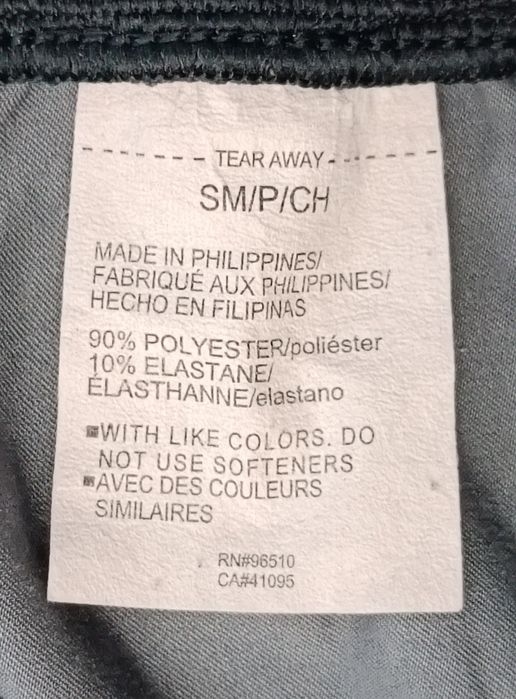 TEAR AWAY
SM/P/CH
MADE IN PHILIPPINES/
FABRIQUÉ AUX PHILIPPINES/
HECHO EN FILIPINAS
90% POLYESTER/poliéster
10% ELASTANE/
ÉLASTHANNE/elastano
WITH LIKE COLORS. DO
NOT USE SOFTENERS
AVEC DES COULEURS
SIMILAIRES
RN#96510
CA#41095